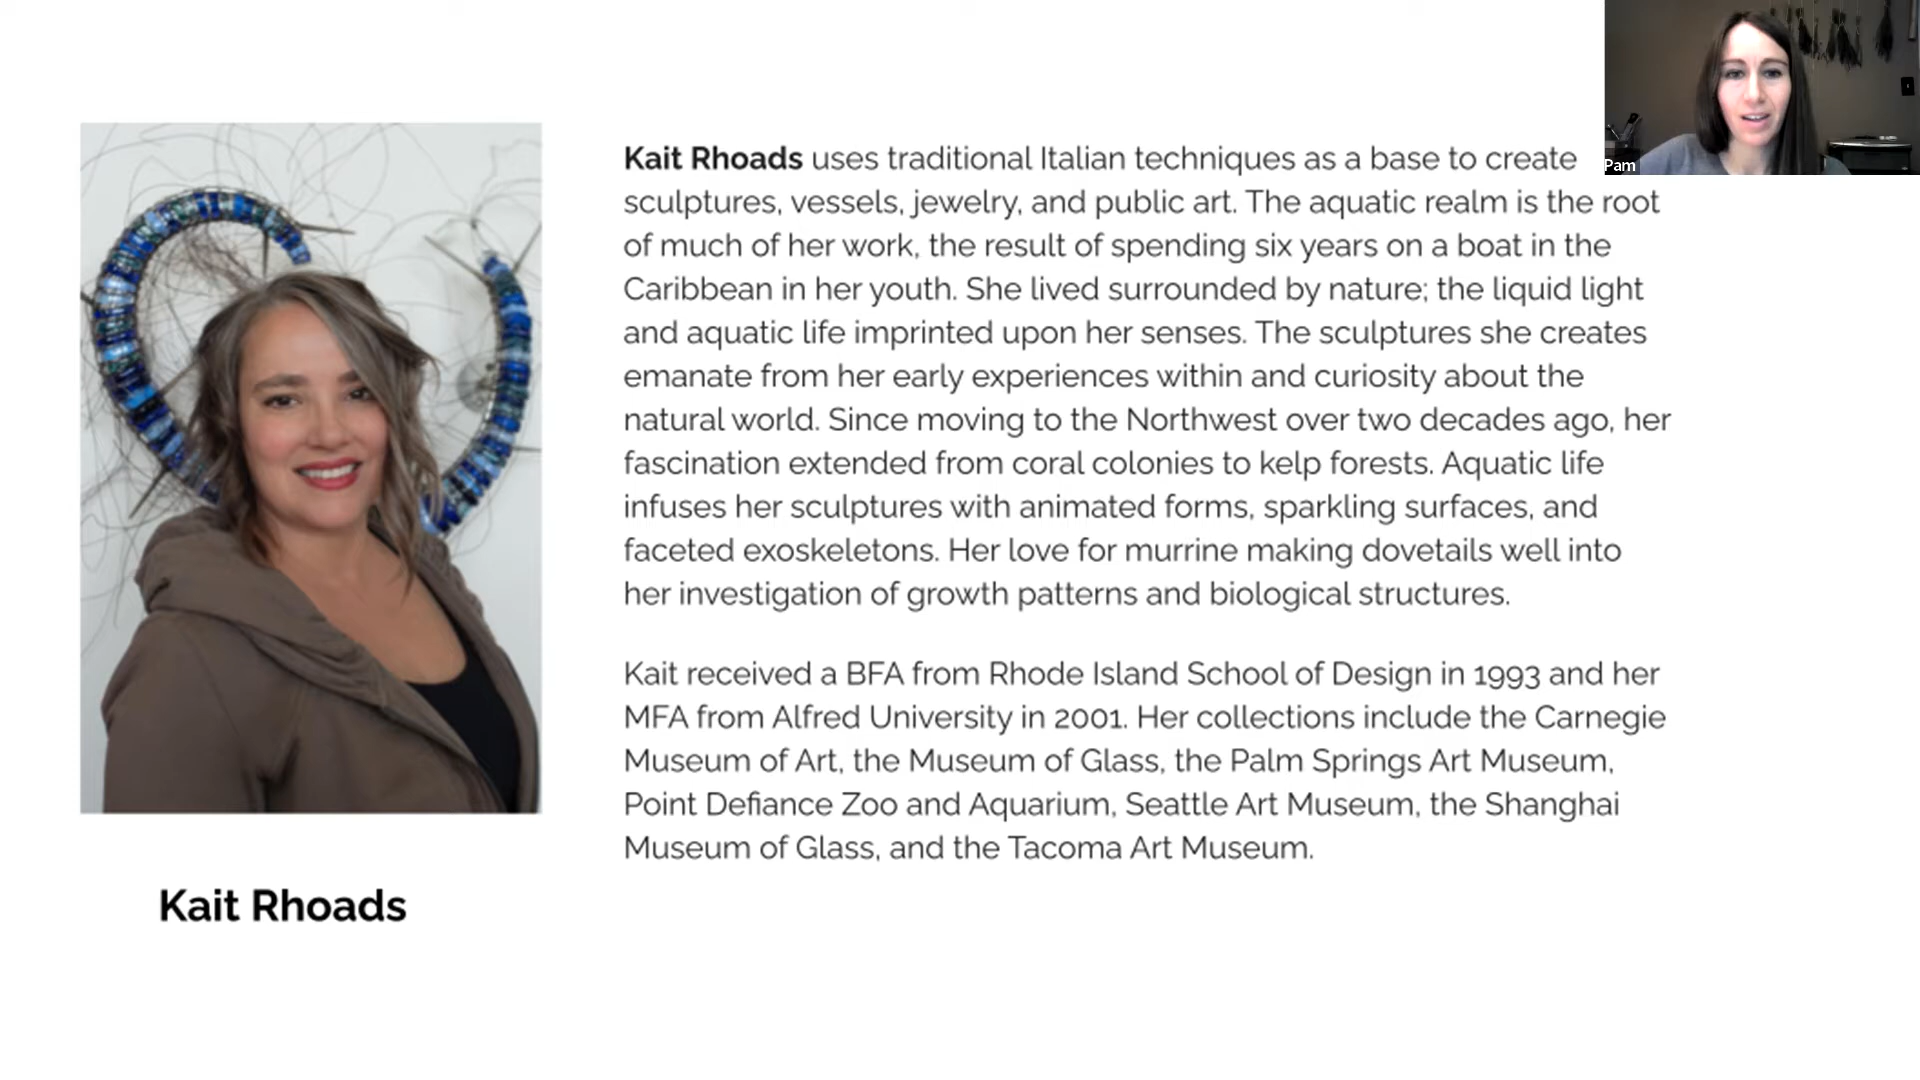 Pam
Kait Rhoads uses traditional Italian techniques as a base to create
sculptures, vessels, jewelry, and public art. The aquatic realm is the root
of much of her work, the result of spending six years on a boat in the
Caribbean in her youth. She lived surrounded by nature; the liquid light
and aquatic life imprinted upon her senses. The sculptures she creates
emanate from her early experiences within and curiosity about the
natural world. Since moving to the Northwest over two decades ago, her
fascination extended from coral colonies to kelp forests. Aquatic life
infuses her sculptures with animated forms, sparkling surfaces, and
faceted exoskeletons. Her love for murrine making dovetails well into
her investigation of growth patterns and biological structures.
Kait received a BFA from Rhode Island School of Design in 1993 and her
MFA from Alfred University in 2001. Her collections include the Carnegie
Museum of Art, the Museum of Glass, the Palm Springs Art Museum,
Point Defiance Zoo and Aquarium, Seattle Art Museum, the Shanghai
Museum of Glass, and the Tacoma Art Museum.
Kait Rhoads